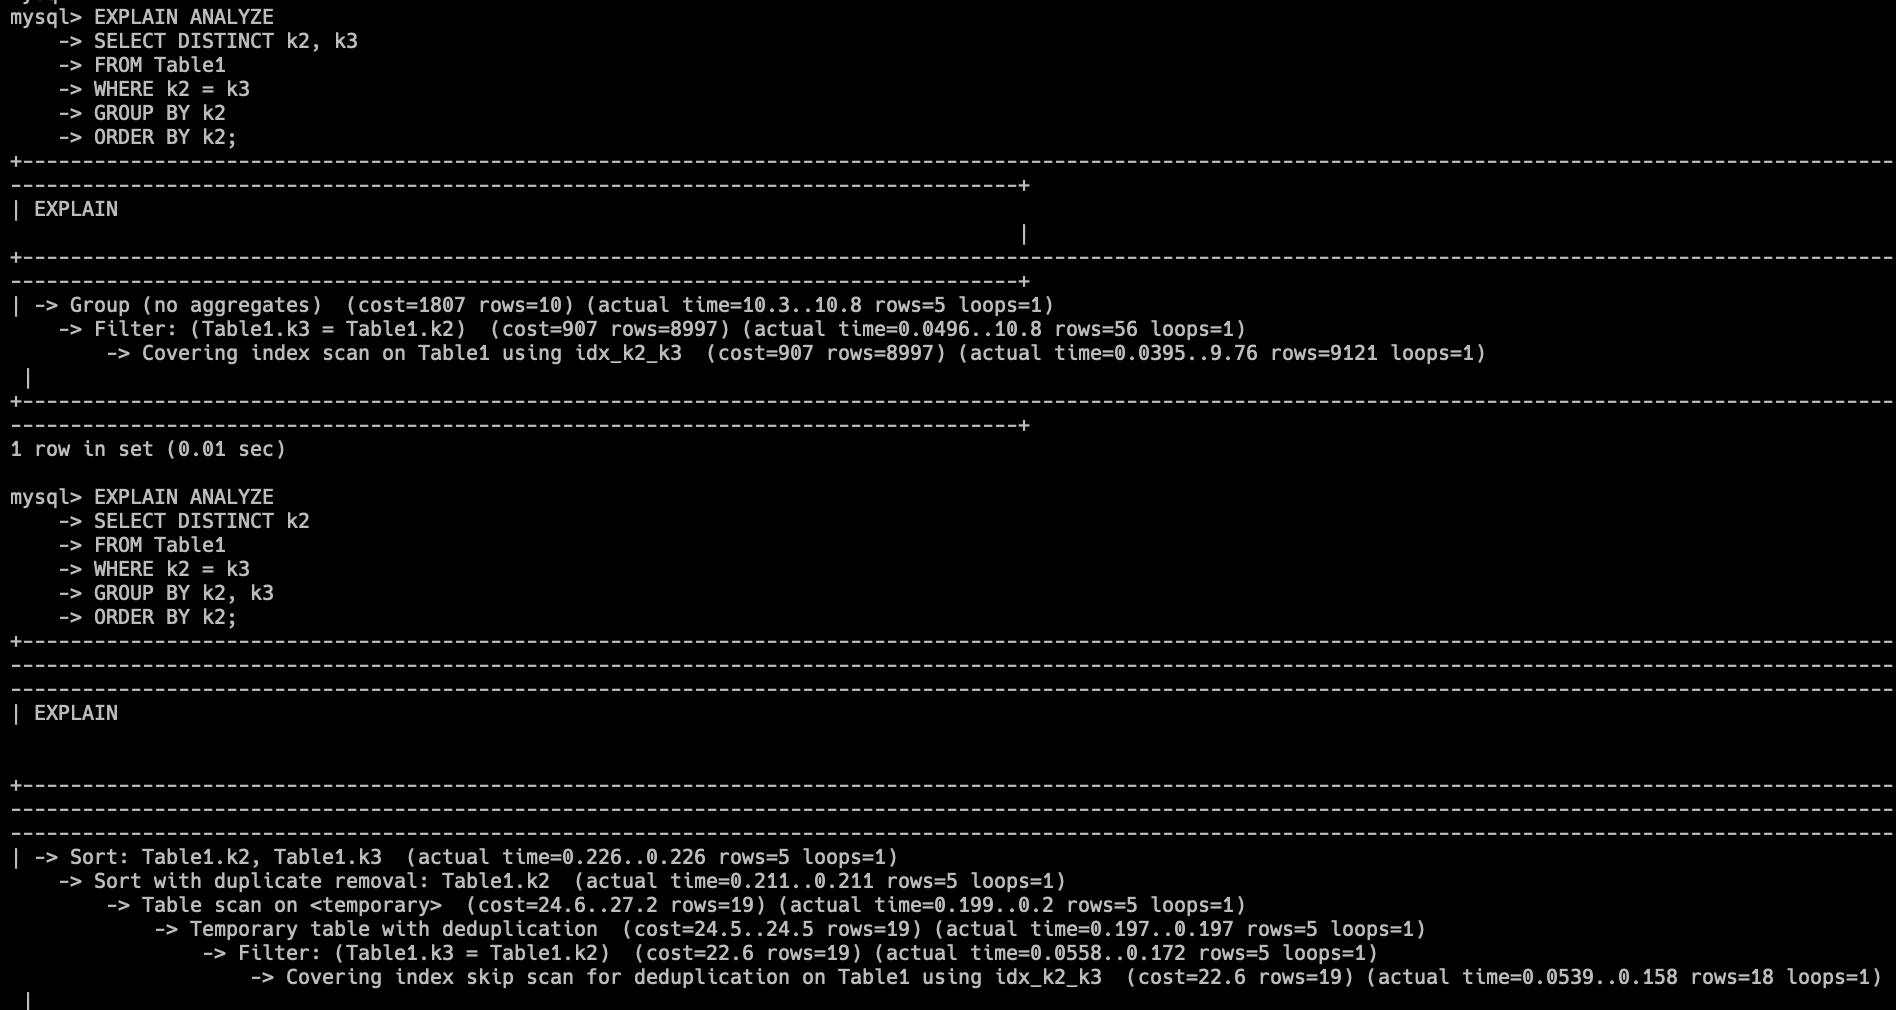 mysql> EXPLAIN ANALYZE
    -> SELECT DISTINCT k2, k3
    -> FROM Table1
    -> WHERE k2 = k3
    -> GROUP BY k2
    -> ORDER BY k2;
+------------------------------------------------------------------------------------------------------------------------------------------------------------
------------------------------------------------------------------------------------+
| EXPLAIN
                                                                                    |
+------------------------------------------------------------------------------------------------------------------------------------------------------------
------------------------------------------------------------------------------------+
| -> Group (no aggregates)  (cost=1807 rows=10) (actual time=10.3..10.8 rows=5 loops=1)
    -> Filter: (Table1.k3 = Table1.k2)  (cost=907 rows=8997) (actual time=0.0496..10.8 rows=56 loops=1)
        -> Covering index scan on Table1 using idx_k2_k3  (cost=907 rows=8997) (actual time=0.0395..9.76 rows=9121 loops=1)
 |
+------------------------------------------------------------------------------------------------------------------------------------------------------------
------------------------------------------------------------------------------------+
1 row in set (0.01 sec)
mysql> EXPLAIN ANALYZE
    -> SELECT DISTINCT k2
    -> FROM Table1
    -> WHERE k2 = k3
    -> GROUP BY k2, k3
    -> ORDER BY k2;
+------------------------------------------------------------------------------------------------------------------------------------------------------------
-------------------------------------------------------------------------------------------------------------------------------------------------------------
-------------------------------------------------------------------------------------------------------------------------------------------------------------
| EXPLAIN
+------------------------------------------------------------------------------------------------------------------------------------------------------------
-------------------------------------------------------------------------------------------------------------------------------------------------------------
-------------------------------------------------------------------------------------------------------------------------------------------------------------
| -> Sort: Table1.k2, Table1.k3  (actual time=0.226..0.226 rows=5 loops=1)
    -> Sort with duplicate removal: Table1.k2  (actual time=0.211..0.211 rows=5 loops=1)
        -> Table scan on <temporary>  (cost=24.6..27.2 rows=19) (actual time=0.199..0.2 rows=5 loops=1)
            -> Temporary table with deduplication  (cost=24.5..24.5 rows=19) (actual time=0.197..0.197 rows=5 loops=1)
                -> Filter: (Table1.k3 = Table1.k2)  (cost=22.6 rows=19) (actual time=0.0558..0.172 rows=5 loops=1)
                    -> Covering index skip scan for deduplication on Table1 using idx_k2_k3  (cost=22.6 rows=19) (actual time=0.0539..0.158 rows=18 loops=1)
 |